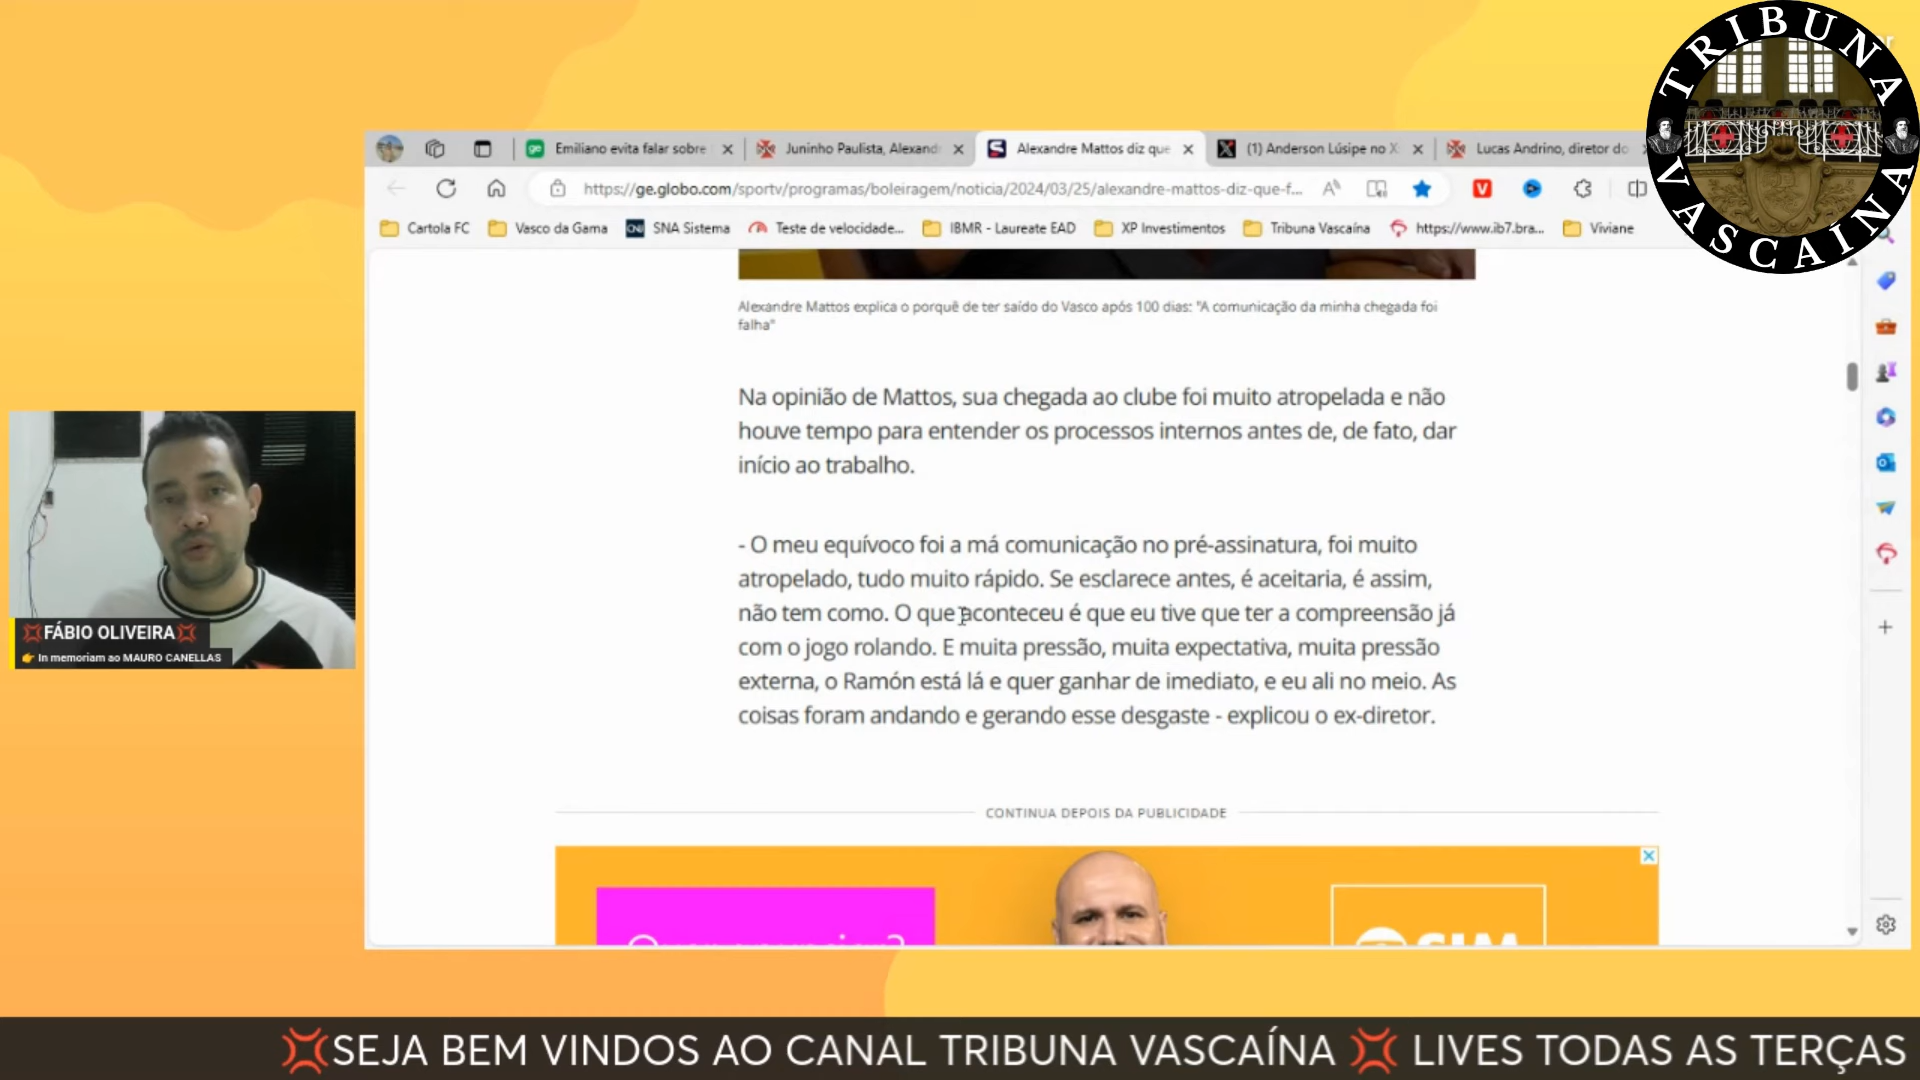 TRIBUNA VASCAÍNA
Emiliano evita falar sobre
Juninho Paulista, Alexand
Alexandre Mattos diz que
(1) Anderson Lúsipe no X
Lucas Andrino, diretor do
https://ge.globo.com/sportv/programas/boleiragem/noticia/2024/03/25/alexandre-mattos-diz-que-f...
Cartola FC
Vasco da Gama
SNA Sistema
Teste de velocidade...
IBMR - Laureate EAD
XP Investimentos
Tribuna Vascaína
https://www.ib7.bra...
Viviane
Alexandre Mattos explica o porquê de ter saído do Vasco após 100 dias: "A comunicação da minha chegada foi
falha"
Na opinião de Mattos, sua chegada ao clube foi muito atropelada e não
houve tempo para entender os processos internos antes de, de fato, dar
início ao trabalho.
- O meu equívoco foi a má comunicação no pré-assinatura, foi muito
atropelado, tudo muito rápido. Se esclarece antes, é aceitaria, é assim,
não tem como. O que aconteceu é que eu tive que ter a compreensão já
com o jogo rolando. E muita pressão, muita expectativa, muita pressão
externa, o Ramón está lá e quer ganhar de imediato, e eu ali no meio. As
coisas foram andando e gerando esse desgaste - explicou o ex-diretor.
FÁBIO OLIVEIRA
In memoriam ao MAURO CANELLAS
CONTINUA DEPOIS DA PUBLICIDADE
SIM
SEJA BEM VINDOS AO CANAL TRIBUNA VASCAÍNA LIVES TODAS AS TERÇAS